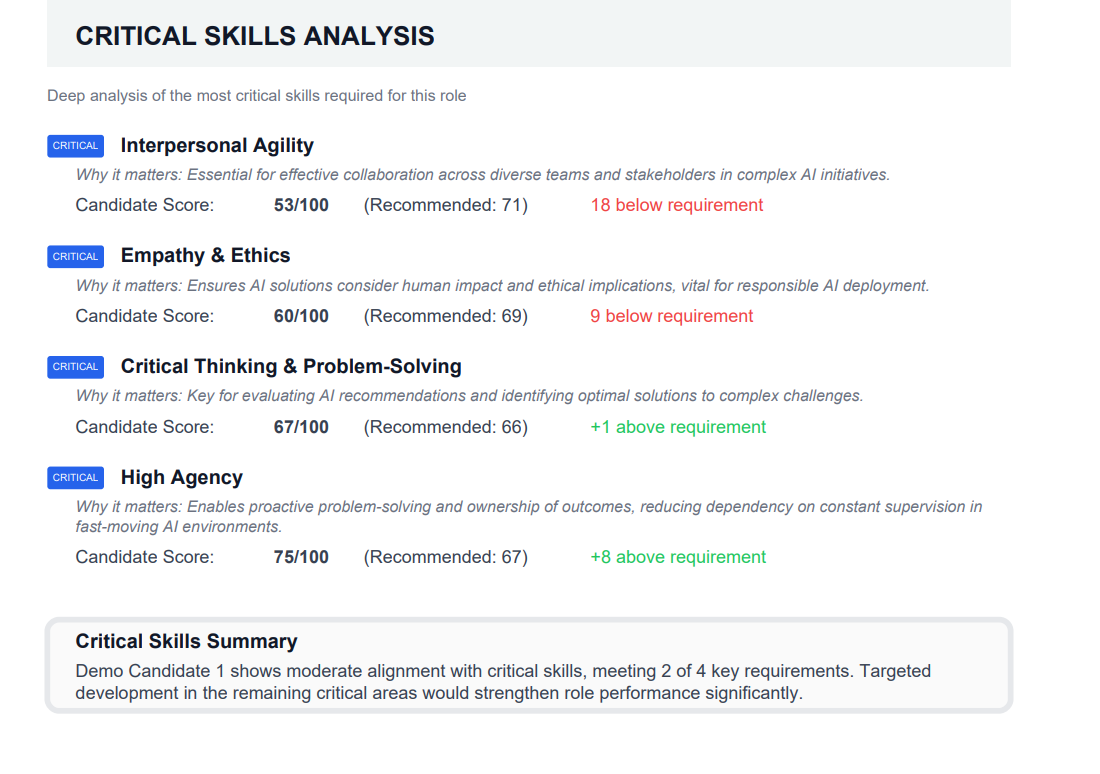 CRITICAL SKILLS ANALYSIS
Deep analysis of the most critical skills required for this role
CRITICAL Interpersonal Agility
Why it matters: Essential for effective collaboration across diverse teams and stakeholders in complex AI initiatives.
Candidate Score: 53/100 (Recommended: 71) 18 below requirement
CRITICAL Empathy & Ethics
Why it matters: Ensures AI solutions consider human impact and ethical implications, vital for responsible AI deployment.
Candidate Score: 60/100 (Recommended: 69) 9 below requirement
CRITICAL Critical Thinking & Problem-Solving
Why it matters: Key for evaluating AI recommendations and identifying optimal solutions to complex challenges.
Candidate Score: 67/100 (Recommended: 66) +1 above requirement
CRITICAL High Agency
Why it matters: Enables proactive problem-solving and ownership of outcomes, reducing dependency on constant supervision in
fast-moving AI environments.
Candidate Score: 75/100 (Recommended: 67) +8 above requirement
Critical Skills Summary
Demo Candidate 1 shows moderate alignment with critical skills, meeting 2 of 4 key requirements. Targeted
development in the remaining critical areas would strengthen role performance significantly.